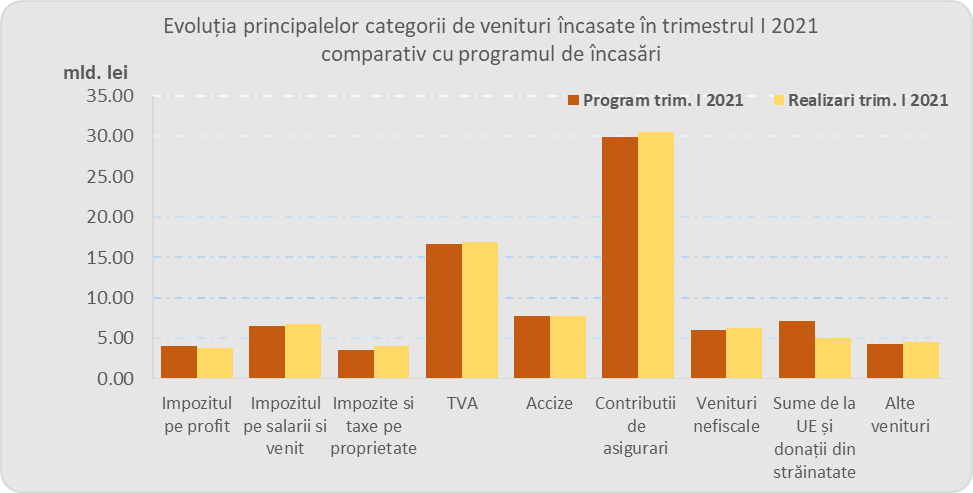 Evoluția principalelor categorii de venituri încasate în trimestrul I 2021
comparativ cu programul de încasări
mld. lei
Program trim. I 2021
Realizari trim. I 2021
35.00
30.00
25.00
20.00
15.00
10.00
5.00
0.00
Impozitul
pe profit
Impozitul
pe salarii si
venit
Impozite si
taxe pe
proprietate
TVA
Accize
Contributii
de
asigurari
Venituri
nefiscale
Sume de la
UE și
donații din
străinatate
Alte
venituri